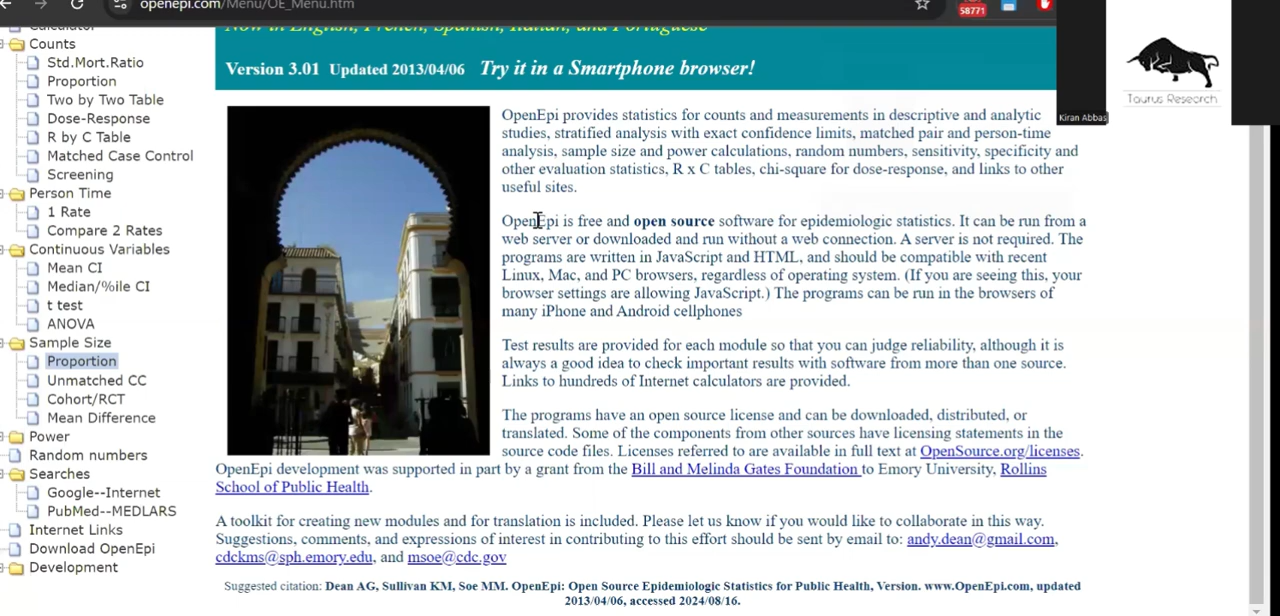 openepi.com/Menu/OE_Menu.htm
58771
Counts
Std.Mort.Ratio
Proportion
Two by Two Table
Dose-Response
R by C Table
Matched Case Control
Screening
Person Time
1 Rate
Compare 2 Rates
Continuous Variables
Mean CI
Median/%ile CI
t test
ANOVA
Sample Size
Proportion
Unmatched CC
Cohort/RCT
Mean Difference
Power
Random numbers
Searches
Google--Internet
PubMed--MEDLARS
Internet Links
Download OpenEpi
Development
Now in English, French, Spanish, Italian, and Portuguese
Version 3.01 Updated 2013/04/06 Try it in a Smartphone browser!
OpenEpi provides statistics for counts and measurements in descriptive and analytic
studies, stratified analysis with exact confidence limits, matched pair and person-time
analysis, sample size and power calculations, random numbers, sensitivity, specificity and
other evaluation statistics, R x C tables, chi-square for dose-response, and links to other
useful sites.
OpenEpi is free and open source software for epidemiologic statistics. It can be run from a
web server or downloaded and run without a web connection. A server is not required. The
programs are written in JavaScript and HTML, and should be compatible with recent
Linux, Mac, and PC browsers, regardless of operating system. (If you are seeing this, your
browser settings are allowing JavaScript.) The programs can be run in the browsers of
many iPhone and Android cellphones
Test results are provided for each module so that you can judge reliability, although it is
always a good idea to check important results with software from more than one source.
Links to hundreds of Internet calculators are provided.
The programs have an open source license and can be downloaded, distributed, or
translated. Some of the components from other sources have licensing statements in the
source code files. Licenses referred to are available in full text at OpenSource.org/licenses.
OpenEpi development was supported in part by a grant from the Bill and Melinda Gates Foundation to Emory University, Rollins
School of Public Health.
A toolkit for creating new modules and for translation is included. Please let us know if you would like to collaborate in this way.
Suggestions, comments, and expressions of interest in contributing to this effort should be sent by email to: andy.dean@gmail.com,
cdckms@sph.emory.edu, and msoe@cdc.gov
Suggested citation: Dean AG, Sullivan KM, Soe MM. OpenEpi: Open Source Epidemiologic Statistics for Public Health, Version. www.OpenEpi.com, updated
2013/04/06, accessed 2024/08/16.
Taurus Research
Kiran Abbas